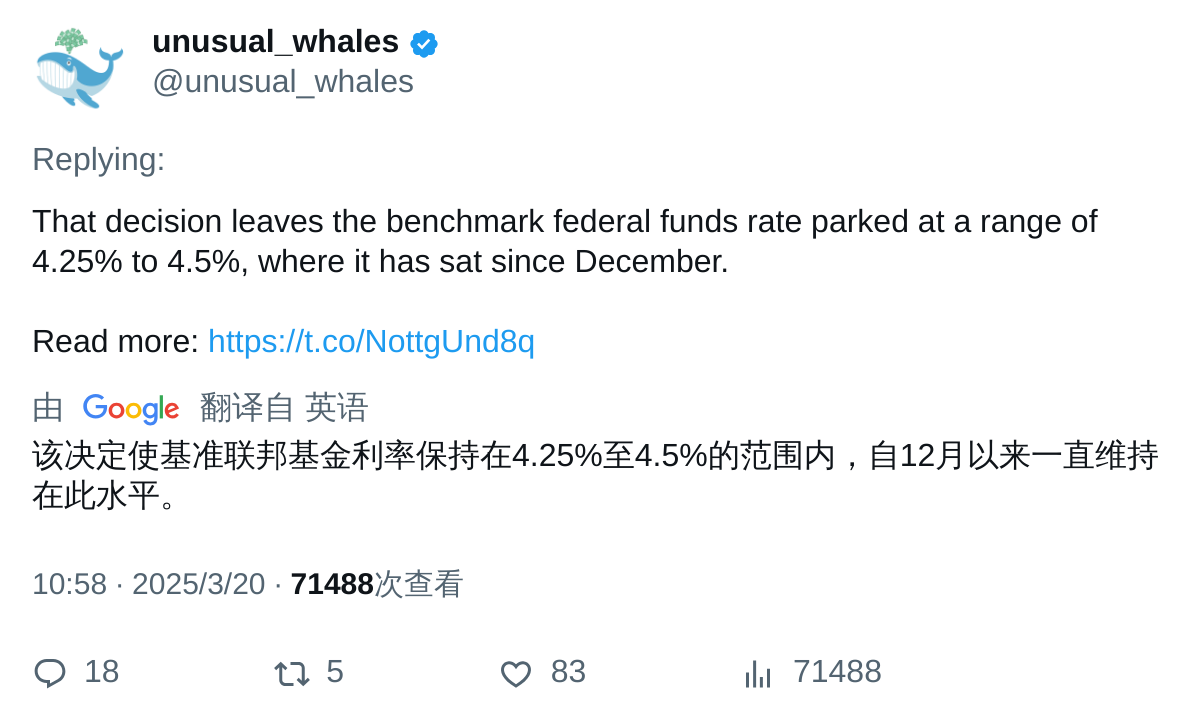 unusual_whales
@unusual_whales
Replying:
That decision leaves the benchmark federal funds rate parked at a range of
4.25% to 4.5%, where it has sat since December.
Read more: https://t.co/NottgUnd8q
由 Google 翻译自 英语
该决定使基准联邦基金利率保持在4.25%至4.5%的范围内，自12月以来一直维持
在此水平。
10:58 · 2025/3/20 · 71488次查看
18 5 83 71488